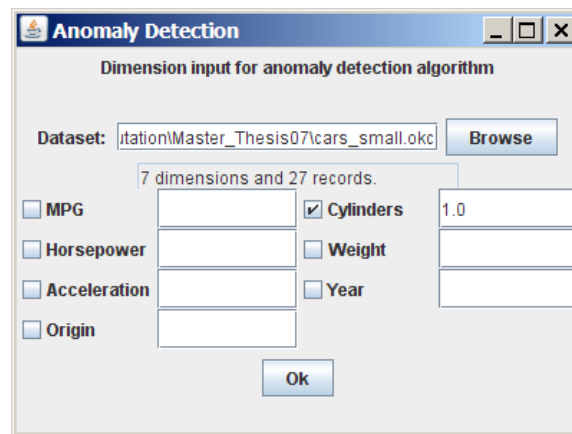 Anomaly Detection
Dimension input for anomaly detection algorithm
Dataset: itation\Master_Thesis07\cars_small.okc Browse
7 dimensions and 27 records.
MPG Cylinders 1.0
Horsepower Weight
Acceleration Year
Origin
Ok